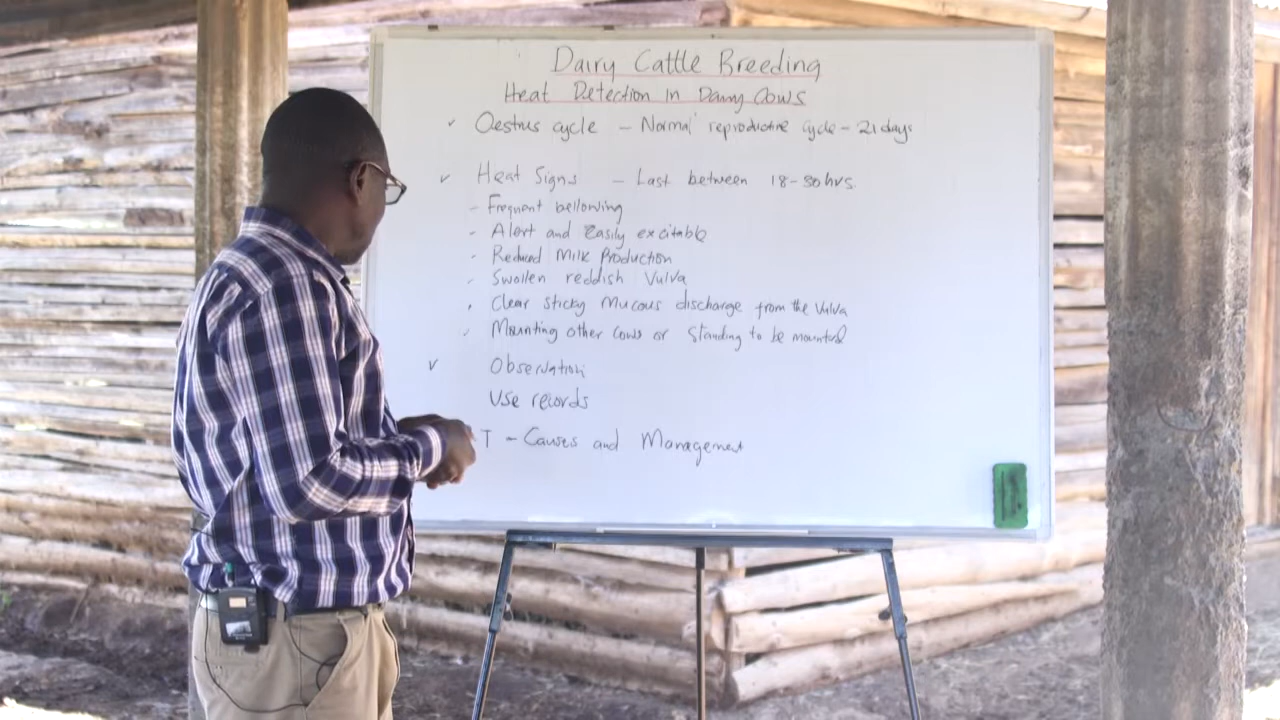 Dairy Cattle Breeding
Heat Detection in Dairy Cows
✓ Oestrus cycle - Normal reproductive cycle - 21 days
✓ Heat Signs - Last between 18-30 hrs.
- Frequent bellowing
- Alert and Easily excitable
- Reduced Milk Production
- Swollen reddish Vulva
- Clear Sticky Mucous discharge from the Vulva
- Mounting other cows or Standing to be mounted
✓ Observation
Use records
T - Causes and Management